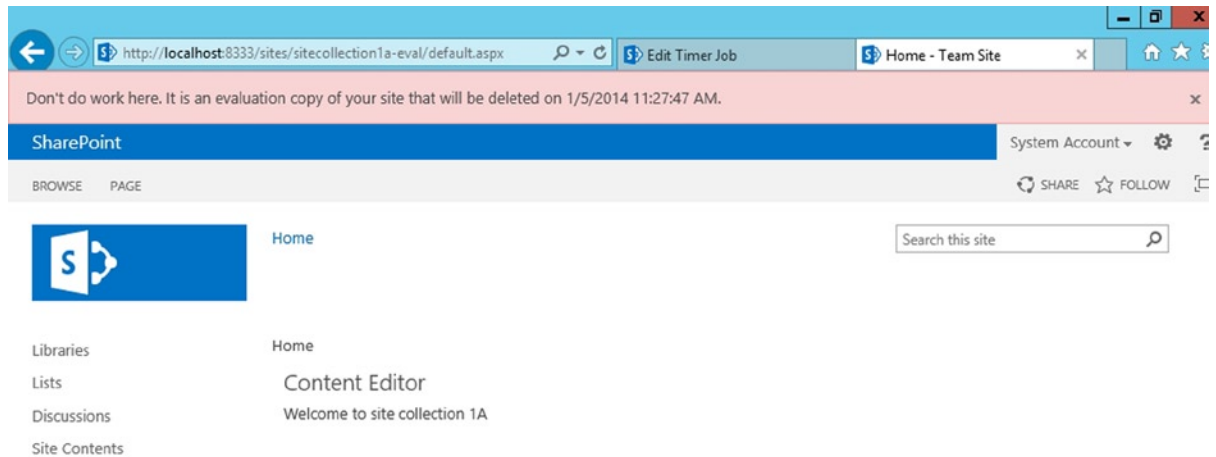 http://localhost:8333/sites/sitecollection1a-eval/default.aspx
Edit Timer Job
Home - Team Site
Don't do work here. It is an evaluation copy of your site that will be deleted on 1/5/2014 11:27:47 AM.
SharePoint
System Account
?
BROWSE PAGE
SHARE FOLLOW
S
Home
Search this site
Libraries
Home
Lists
Content Editor
Discussions
Welcome to site collection 1A
Site Contents